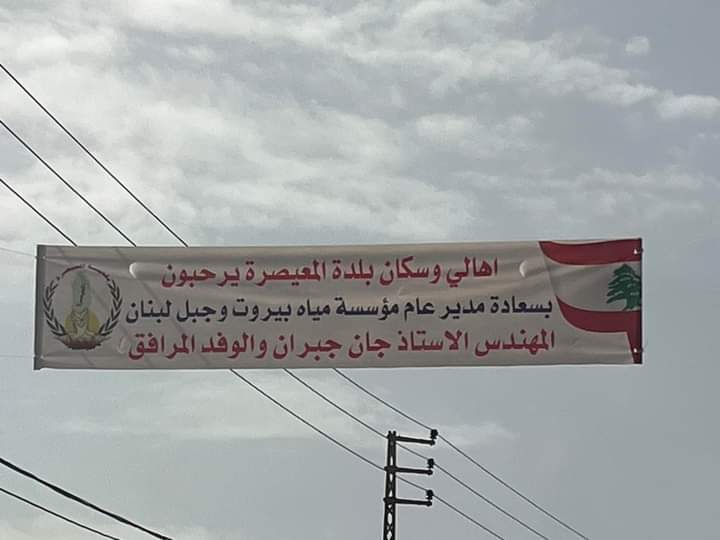 اهالي وسكان بلدة المعيصرة يرحبون
بسعادة مدير عام مؤسسة مياه بيروت وجبل لبنان
المهندس الاستاذ جان جبران والوفد المرافق